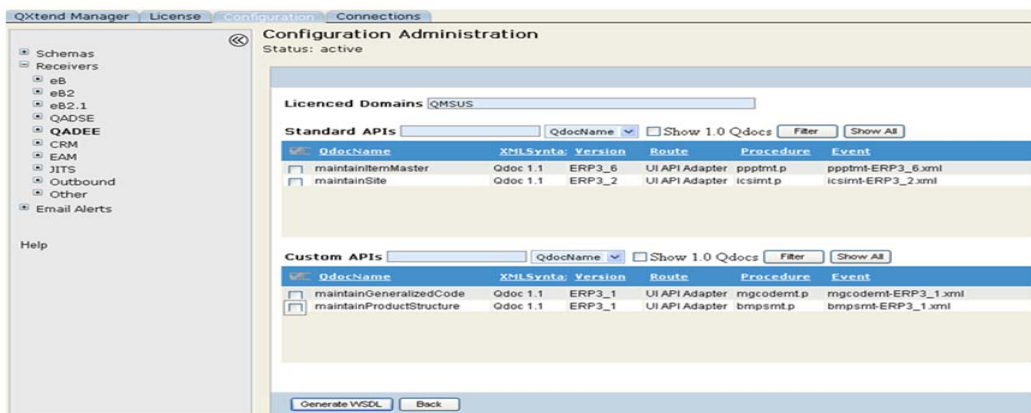 QXtend Manager License Configuration Connections
Configuration Administration
Status: active
Schemas
Receivers
eB
eB2
eB2.1
QADSE
QADEE
CRM
EAM
JITS
Outbound
Other
Email Alerts
Help
Licenced Domains QMSUS
Standard APIs QdocName Show 1.0 Qdocs Filter Show All
QdocName XMLSyntax Version Route Procedure Event
maintainItemMaster Qdoc 1.1 ERP3_6 UI API Adapter ppptmt.p ppptmt-ERP3_6.xml
maintainSite Qdoc 1.1 ERP3_2 UI API Adapter icsimt.p icsimt-ERP3_2.xml
Custom APIs QdocName Show 1.0 Qdocs Filter Show All
QdocName XMLSyntax Version Route Procedure Event
maintainGeneralizedCode Qdoc 1.1 ERP3_1 UI API Adapter mgcodemt.p mgcodemt-ERP3_1.xml
maintainProductStructure Qdoc 1.1 ERP3_1 UI API Adapter bmpsmt.p bmpsmt-ERP3_1.xml
Generate WSDL Back